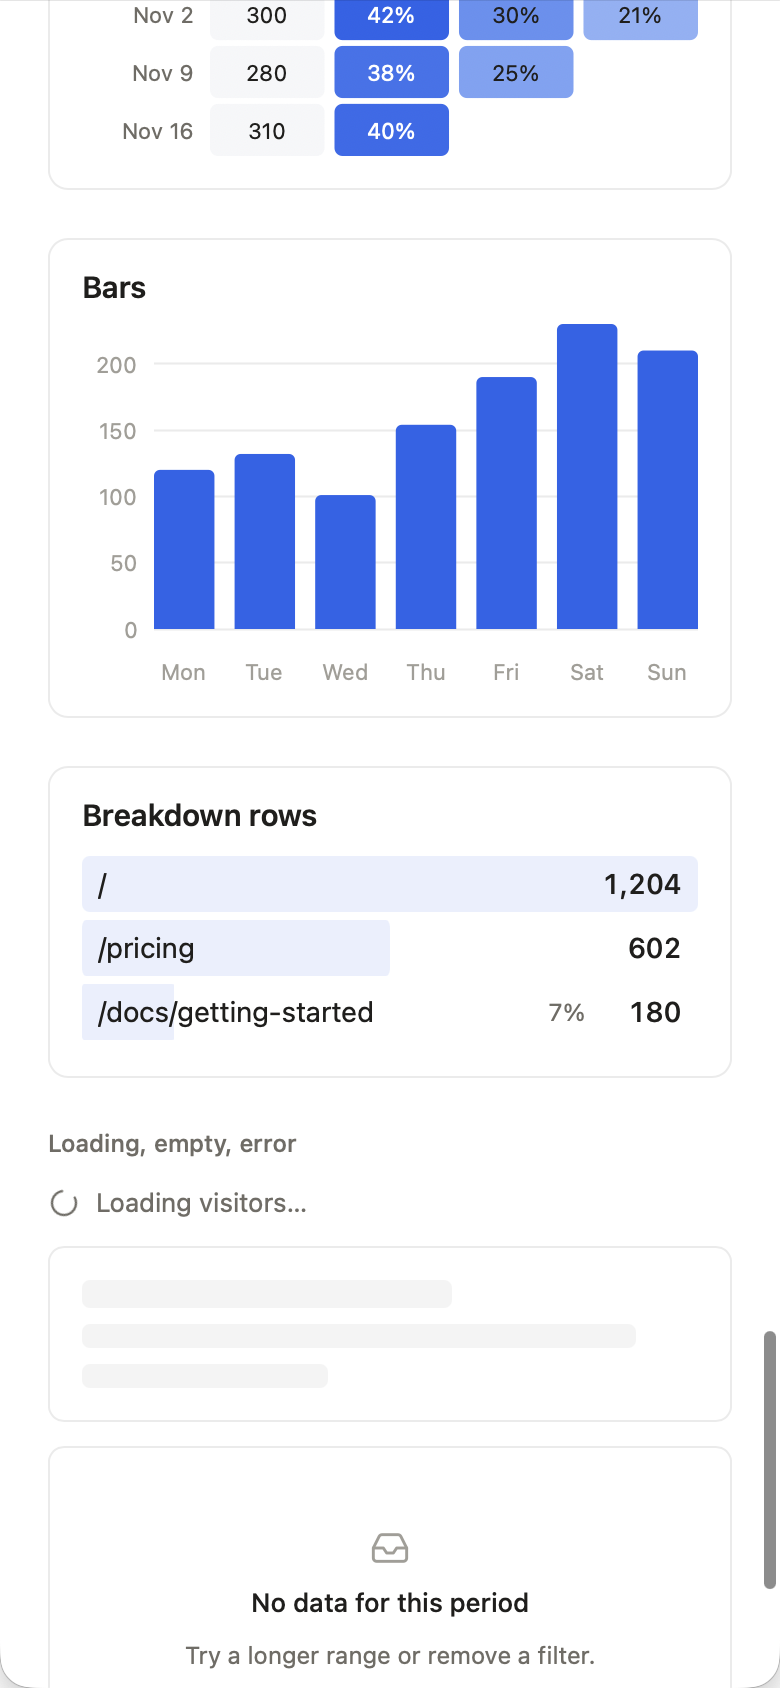 Nov 2 300 42% 30% 21%
Nov 9 280 38% 25%
Nov 16 310 40%
Bars
200
150
100
50
0
Mon Tue Wed Thu Fri Sat Sun
Breakdown rows
/ 1,204
/pricing 602
/docs/getting-started 7% 180
Loading, empty, error
Loading visitors...
No data for this period
Try a longer range or remove a filter.